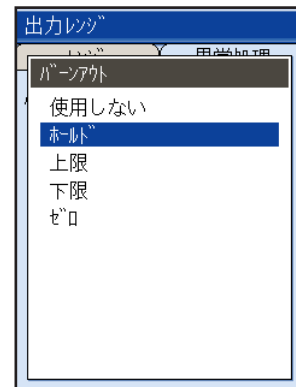 出力ﾚﾝｼﾞ
ﾊﾞｰﾝｱｳﾄ
使用しない
ﾎｰﾙﾄﾞ
上限
下限
ｾﾞﾛ